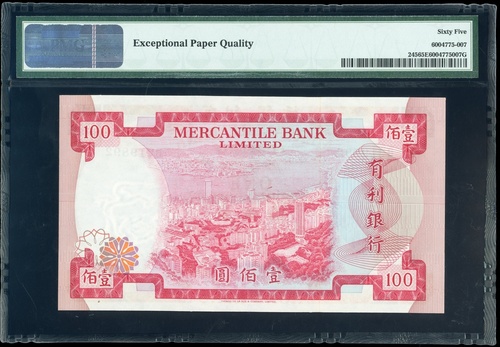 Sixty Five
Exceptional Paper Quality
6004775-007
24565E6004775007G
100
MERCANTILE BANK
LIMITED
佰壹
有利銀行
佰壹
圓佰壹
100